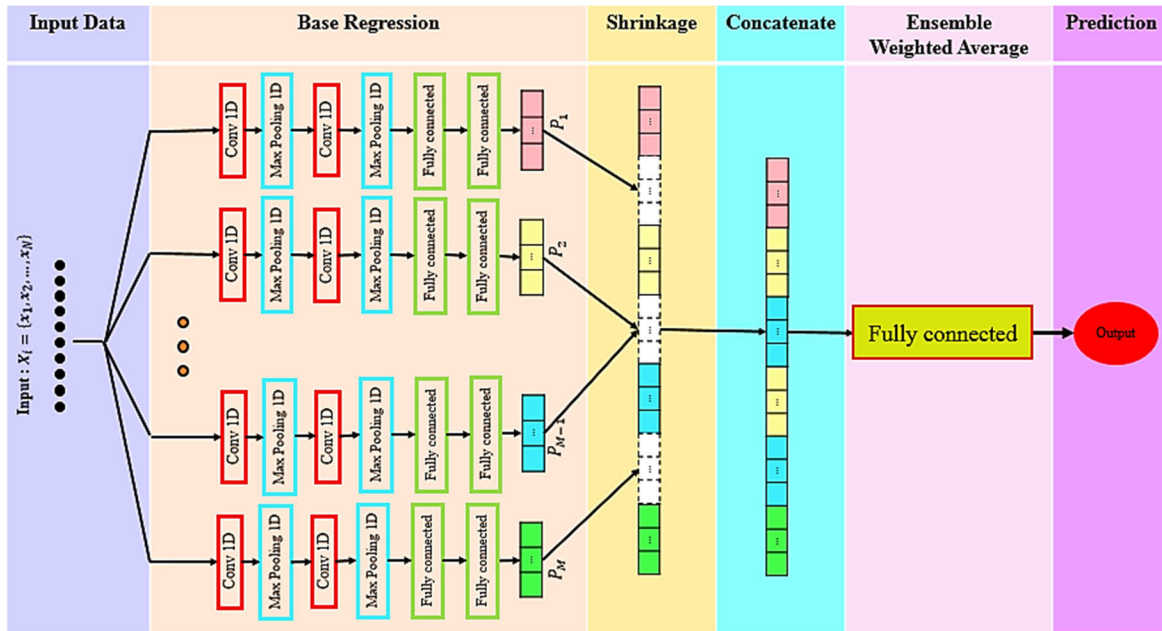 Input Data
Base Regression
Shrinkage
Concatenate
Ensemble
Weighted Average
Prediction
Input : X_i = {x_1, x_2, ..., x_N}
Conv 1D
Max Pooling 1D
Conv 1D
Max Pooling 1D
Fully connected
Fully connected
...
P_1
Conv 1D
Max Pooling 1D
Conv 1D
Max Pooling 1D
Fully connected
Fully connected
...
P_2
Conv 1D
Max Pooling 1D
Conv 1D
Max Pooling 1D
Fully connected
Fully connected
...
P_{M-1}
Conv 1D
Max Pooling 1D
Conv 1D
Max Pooling 1D
Fully connected
Fully connected
...
P_M
...
...
...
...
...
...
...
...
...
...
...
...
...
Fully connected
Output